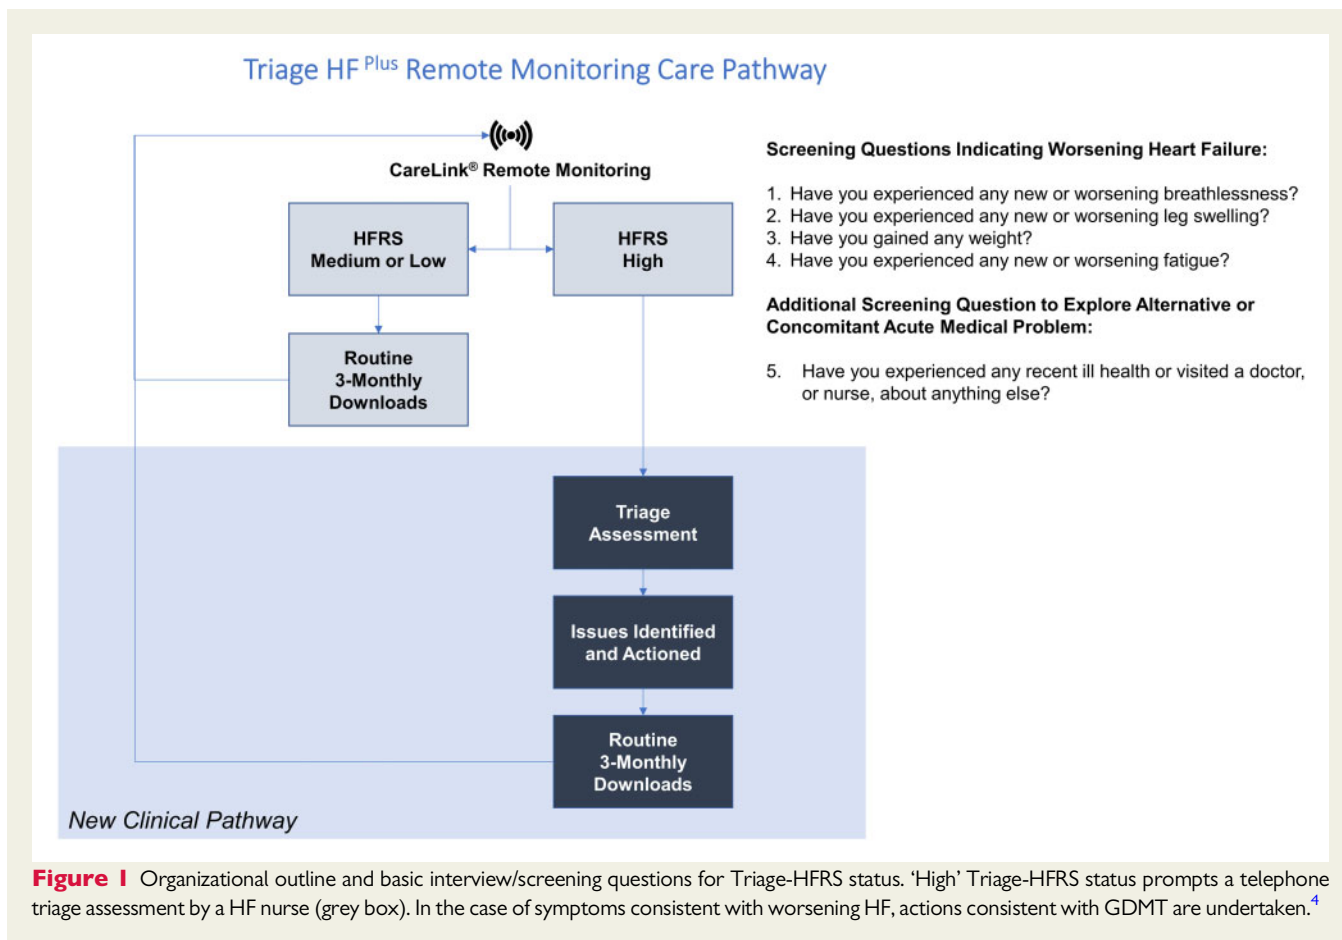 Triage HF Plus Remote Monitoring Care Pathway
CareLink® Remote Monitoring
HFRS
Medium or Low
HFRS
High
Routine
3-Monthly
Downloads
Screening Questions Indicating Worsening Heart Failure:
1. Have you experienced any new or worsening breathlessness?
2. Have you experienced any new or worsening leg swelling?
3. Have you gained any weight?
4. Have you experienced any new or worsening fatigue?
Additional Screening Question to Explore Alternative or
Concomitant Acute Medical Problem:
5. Have you experienced any recent ill health or visited a doctor,
or nurse, about anything else?
Triage
Assessment
Issues Identified
and Actioned
Routine
3-Monthly
Downloads
New Clinical Pathway
Figure 1 Organizational outline and basic interview/screening questions for Triage-HFRS status. ‘High’ Triage-HFRS status prompts a telephone
triage assessment by a HF nurse (grey box). In the case of symptoms consistent with worsening HF, actions consistent with GDMT are undertaken.4